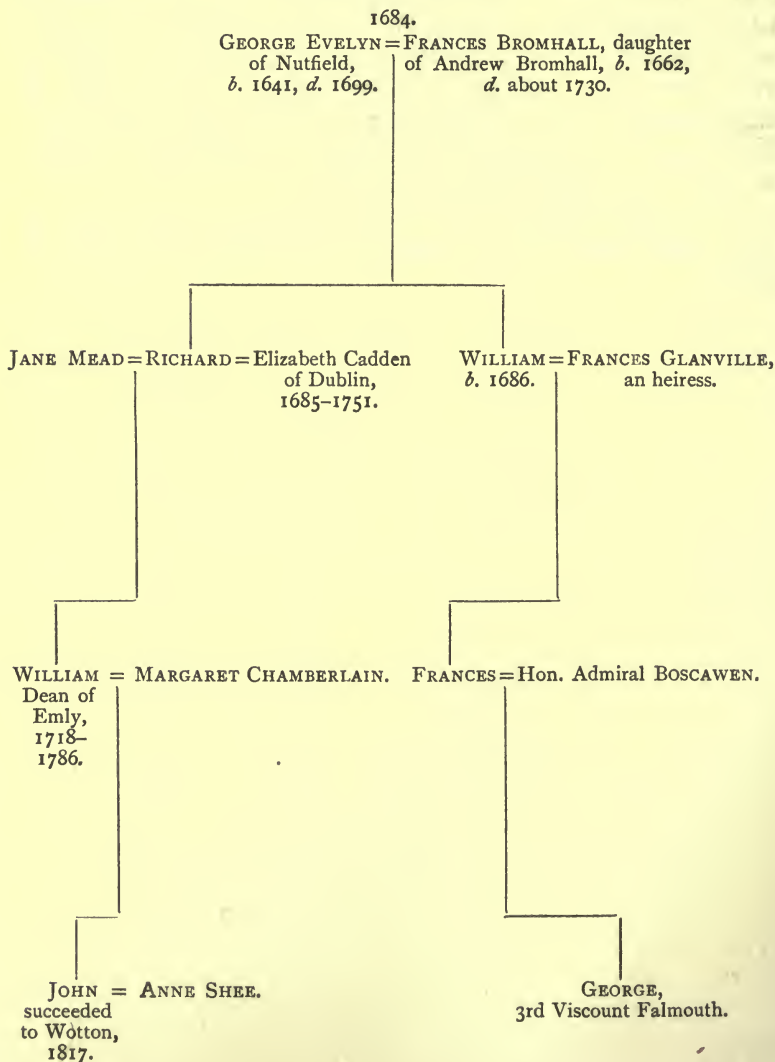 1684.
GEORGE EVELYN = FRANCES BROMHALL, daughter
of Nutfield, of Andrew Bromhall, b. 1662,
b. 1641, d. 1699. d. about 1730.
JANE MEAD = RICHARD = Elizabeth Cadden WILLIAM = FRANCES GLANVILLE,
of Dublin, b. 1686. an heiress.
1685–1751.
WILLIAM = MARGARET CHAMBERLAIN. FRANCES = Hon. Admiral BOSCAWEN.
Dean of
Emly,
1718–
1786.
JOHN = ANNE SHEE. GEORGE,
succeeded 3rd Viscount Falmouth.
to Wotton,
1817.